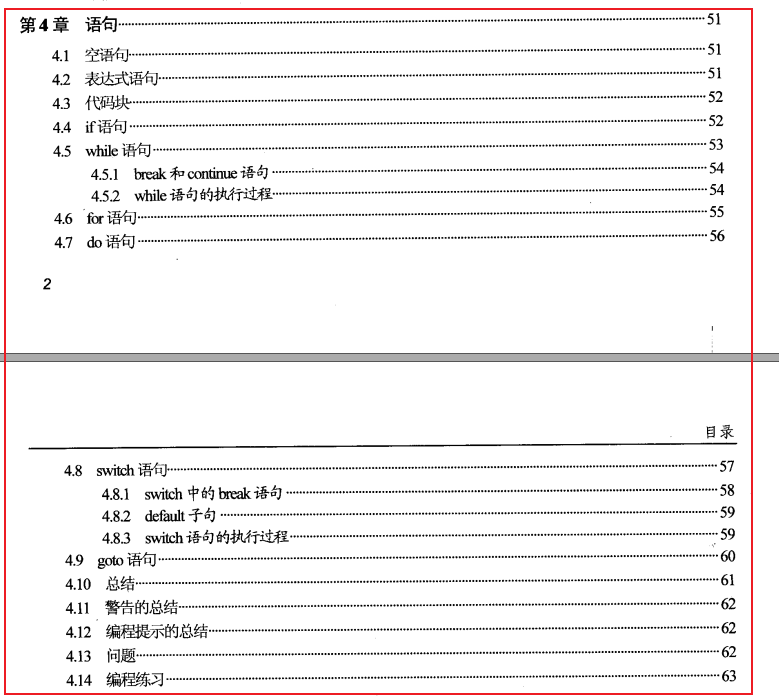 第4章 语句 51
4.1 空语句 51
4.2 表达式语句 51
4.3 代码块 52
4.4 if 语句 52
4.5 while 语句 53
4.5.1 break 和 continue 语句 54
4.5.2 while 语句的执行过程 54
4.6 for 语句 55
4.7 do 语句 56
2
目录
4.8 switch 语句 57
4.8.1 switch 中的 break 语句 58
4.8.2 default 子句 59
4.8.3 switch 语句的执行过程 59
4.9 goto 语句 60
4.10 总结 61
4.11 警告的总结 62
4.12 编程提示的总结 62
4.13 问题 62
4.14 编程练习 63